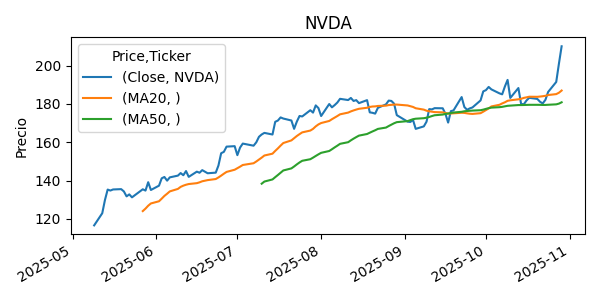 NVDA
Price,Ticker
(Close, NVDA)
(MA20, )
(MA50, )
Precio
200
180
160
140
120
2025-05
2025-06
2025-07
2025-08
2025-09
2025-10
2025-11